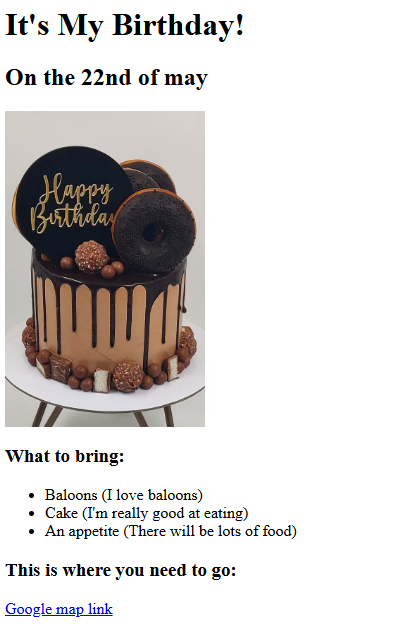 It's My Birthday!
On the 22nd of may
Happy
Birthday
What to bring:
Baloons (I love baloons)
Cake (I'm really good at eating)
An appetite (There will be lots of food)
This is where you need to go:
Google map link